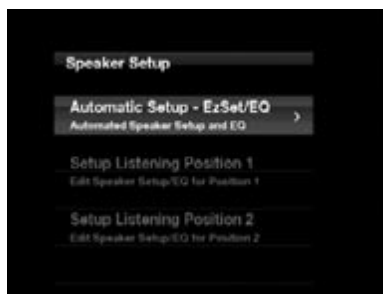 Speaker Setup
Automatic Setup - EzSet/EQ
Automated Speaker Setup and EQ
Setup Listening Position 1
Edit Speaker Setup/EQ for Position 1
Setup Listening Position 2
Edit Speaker Setup/EQ for Position 2